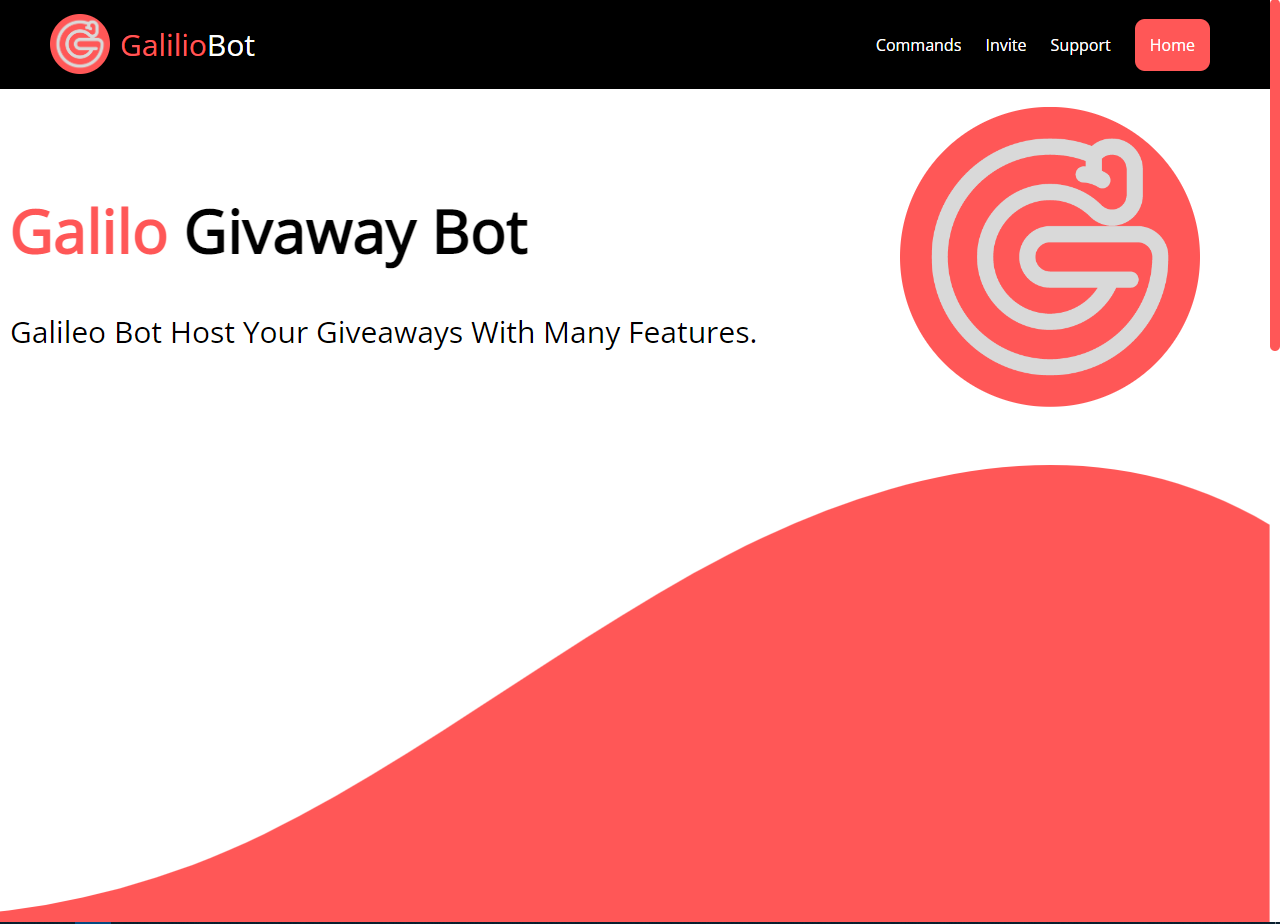 GalilioBot
Commands Invite Support Home
Galilo Givaway Bot
Galileo Bot Host Your Giveaways With Many Features.